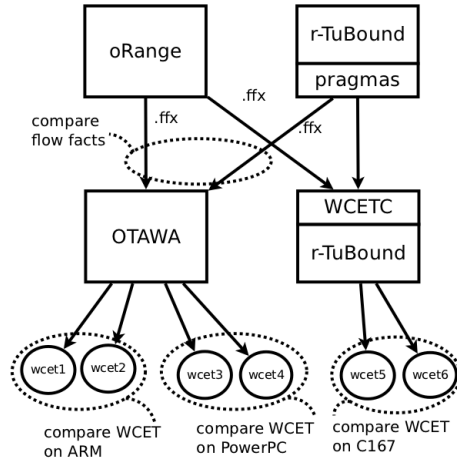 oRange
r-TuBound
pragmas
compare
flow facts
.ffx
.ffx
.ffx
OTAWA
WCETC
r-TuBound
wcet1
wcet2
wcet3
wcet4
wcet5
wcet6
compare WCET
on ARM
compare WCET
on PowerPC
compare WCET
on C167